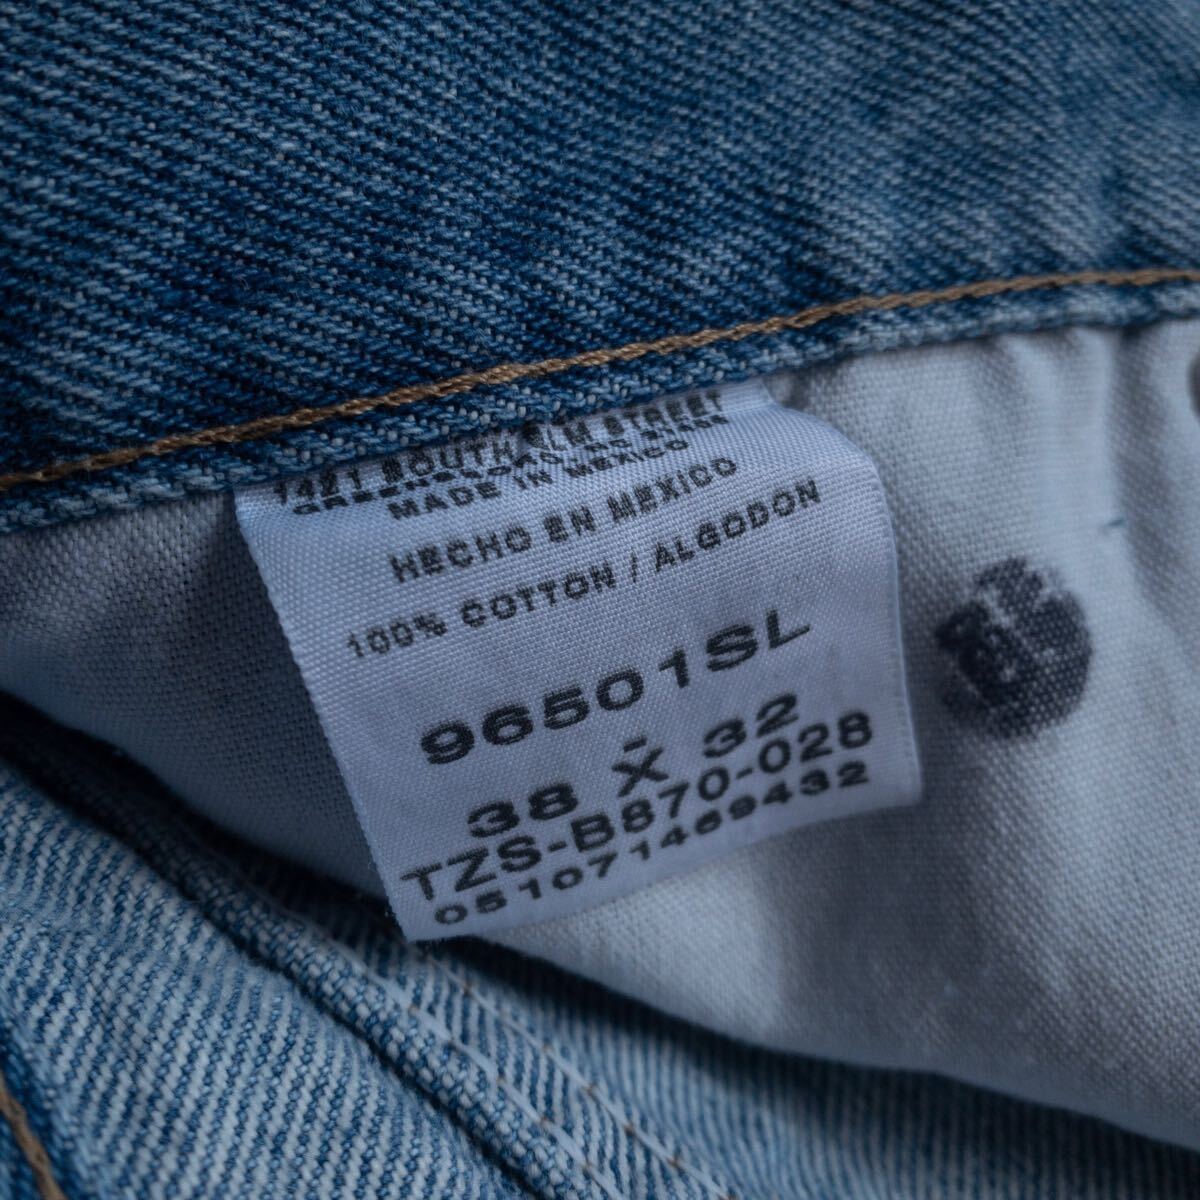 1421 SOUTH ELM STREET
GREENSBORO,
MADE IN MEXICO
HECHO EN MEXICO
100% COTTON / ALGODON
96501SL
-
38 X 32
TZS-B870-028
051071469432